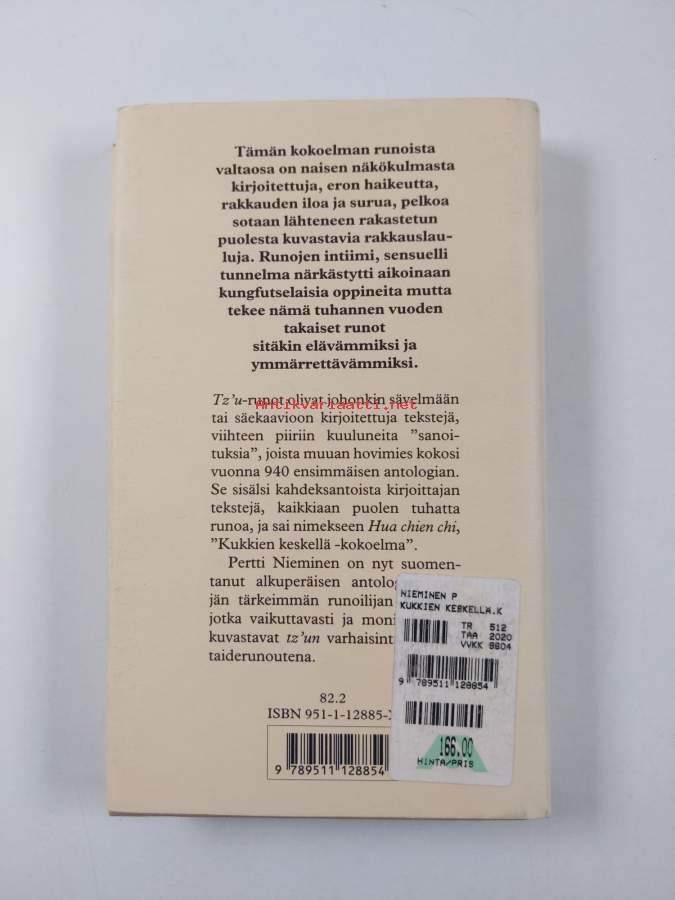 Tämän kokoelman runoista
valtaosa on naisen näkökulmasta
kirjoitettuja, eron haikeutta,
rakkauden iloa ja surua, pelkoa
sotaan lähteneen rakastetun
puolesta kuvastavia rakkauslau-
luja. Runojen intiimi, sensuelli
tunnelma närkästytti aikoinaan
kungfutselaisia oppineita mutta
tekee nämä tuhannen vuoden
takaiset runot
sitäkin elävämmiksi ja
ymmärrettävämmiksi.
Tz’u-runot olivat johonkin sävelmään
Antikvariaatti.net
tai säekaavioon kirjoitettuja tekstejä,
viihteen piiriin kuuluneita ”sanoi-
tuksia”, joista muuan hovimies kokosi
vuonna 940 ensimmäisen antologian.
Se sisälsi kahdeksantoista kirjoittajan
tekstejä, kaikkiaan puolen tuhatta
runoa, ja sai nimekseen Hua chien chi,
”Kukkien keskellä -kokoelma”.
Pertti Nieminen on nyt suomen-
tanut alkuperäisen antolog
jän tärkeimmän runoilijan
jotka vaikuttavasti ja moni
kuvastavat tz’un varhaisint
taiderunoutena.
82.2
ISBN 951-1-12885-X
9 789511 128854
NIEMINEN P
KUKKIEN KESKELLÄ.K
TR 512
TAA 2020
VVKK 8804
9 789511 128854
166.00
HINTA/PRIS